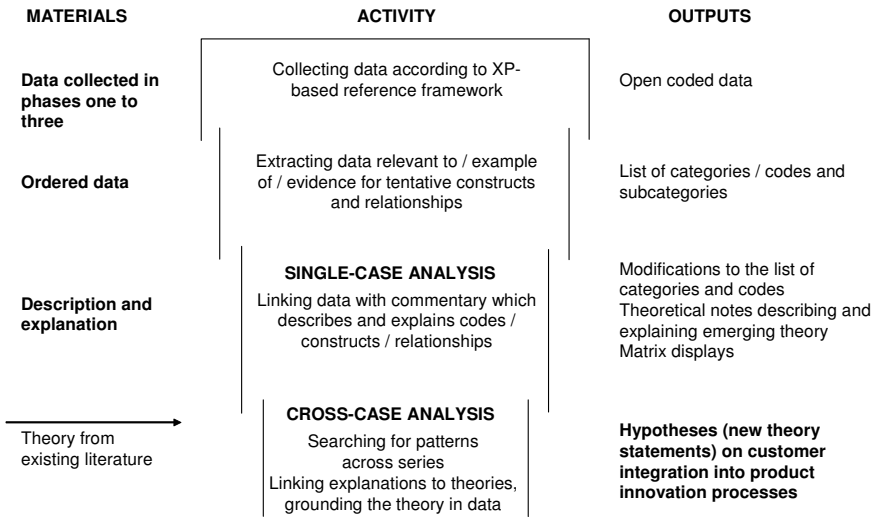 MATERIALS
ACTIVITY
OUTPUTS
Data collected in
phases one to
three
Collecting data according to XP-
based reference framework
Open coded data
Ordered data
Extracting data relevant to / example
of / evidence for tentative constructs
and relationships
List of categories / codes and
subcategories
Description and
explanation
SINGLE-CASE ANALYSIS
Linking data with commentary which
describes and explains codes /
constructs / relationships
Modifications to the list of
categories and codes
Theoretical notes describing and
explaining emerging theory
Matrix displays
Theory from
existing literature
CROSS-CASE ANALYSIS
Searching for patterns
across series
Linking explanations to theories,
grounding the theory in data
Hypotheses (new theory
statements) on customer
integration into product
innovation processes